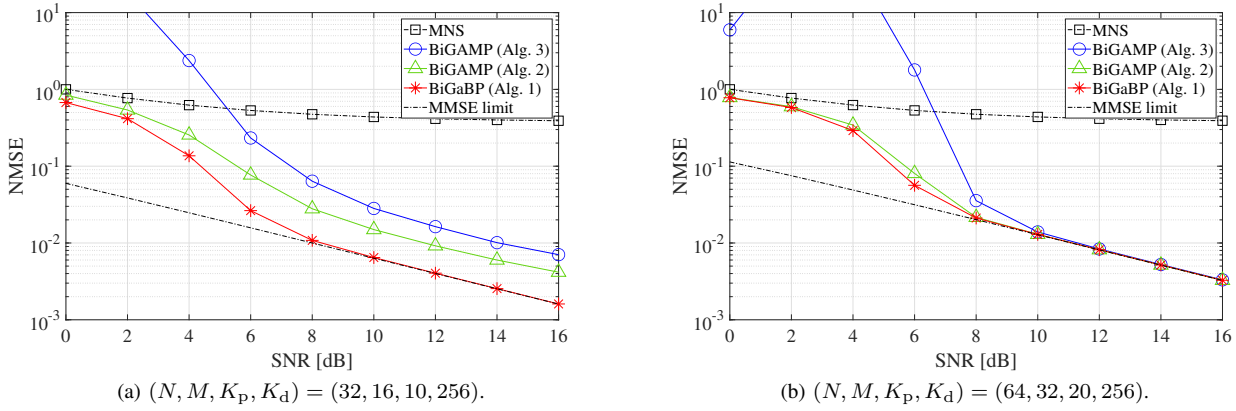 10^1
10^0
10^-1
10^-2
10^-3
NMSE
0 2 4 6 8 10 12 14 16
SNR [dB]
MNS
BiGAMP (Alg. 3)
BiGAMP (Alg. 2)
BiGaBP (Alg. 1)
MMSE limit
(a) (N, M, K_p, K_d) = (32, 16, 10, 256).
10^1
10^0
10^-1
10^-2
10^-3
NMSE
0 2 4 6 8 10 12 14 16
SNR [dB]
MNS
BiGAMP (Alg. 3)
BiGAMP (Alg. 2)
BiGaBP (Alg. 1)
MMSE limit
(b) (N, M, K_p, K_d) = (64, 32, 20, 256).